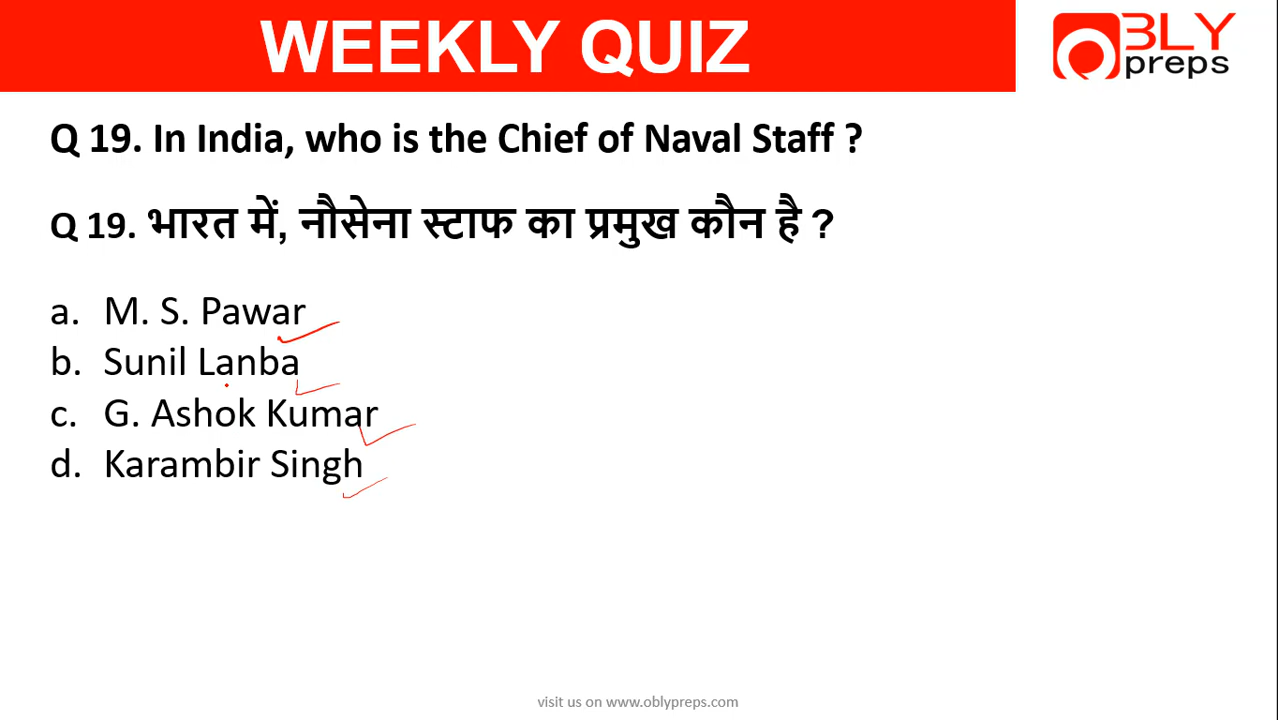 WEEKLY QUIZ
OBLY
preps
Q 19. In India, who is the Chief of Naval Staff ?
Q 19. भारत में, नौसेना स्टाफ का प्रमुख कौन है ?
a. M. S. Pawar
b. Sunil Lanba
c. G. Ashok Kumar
d. Karambir Singh
visit us on www.oblypreps.com